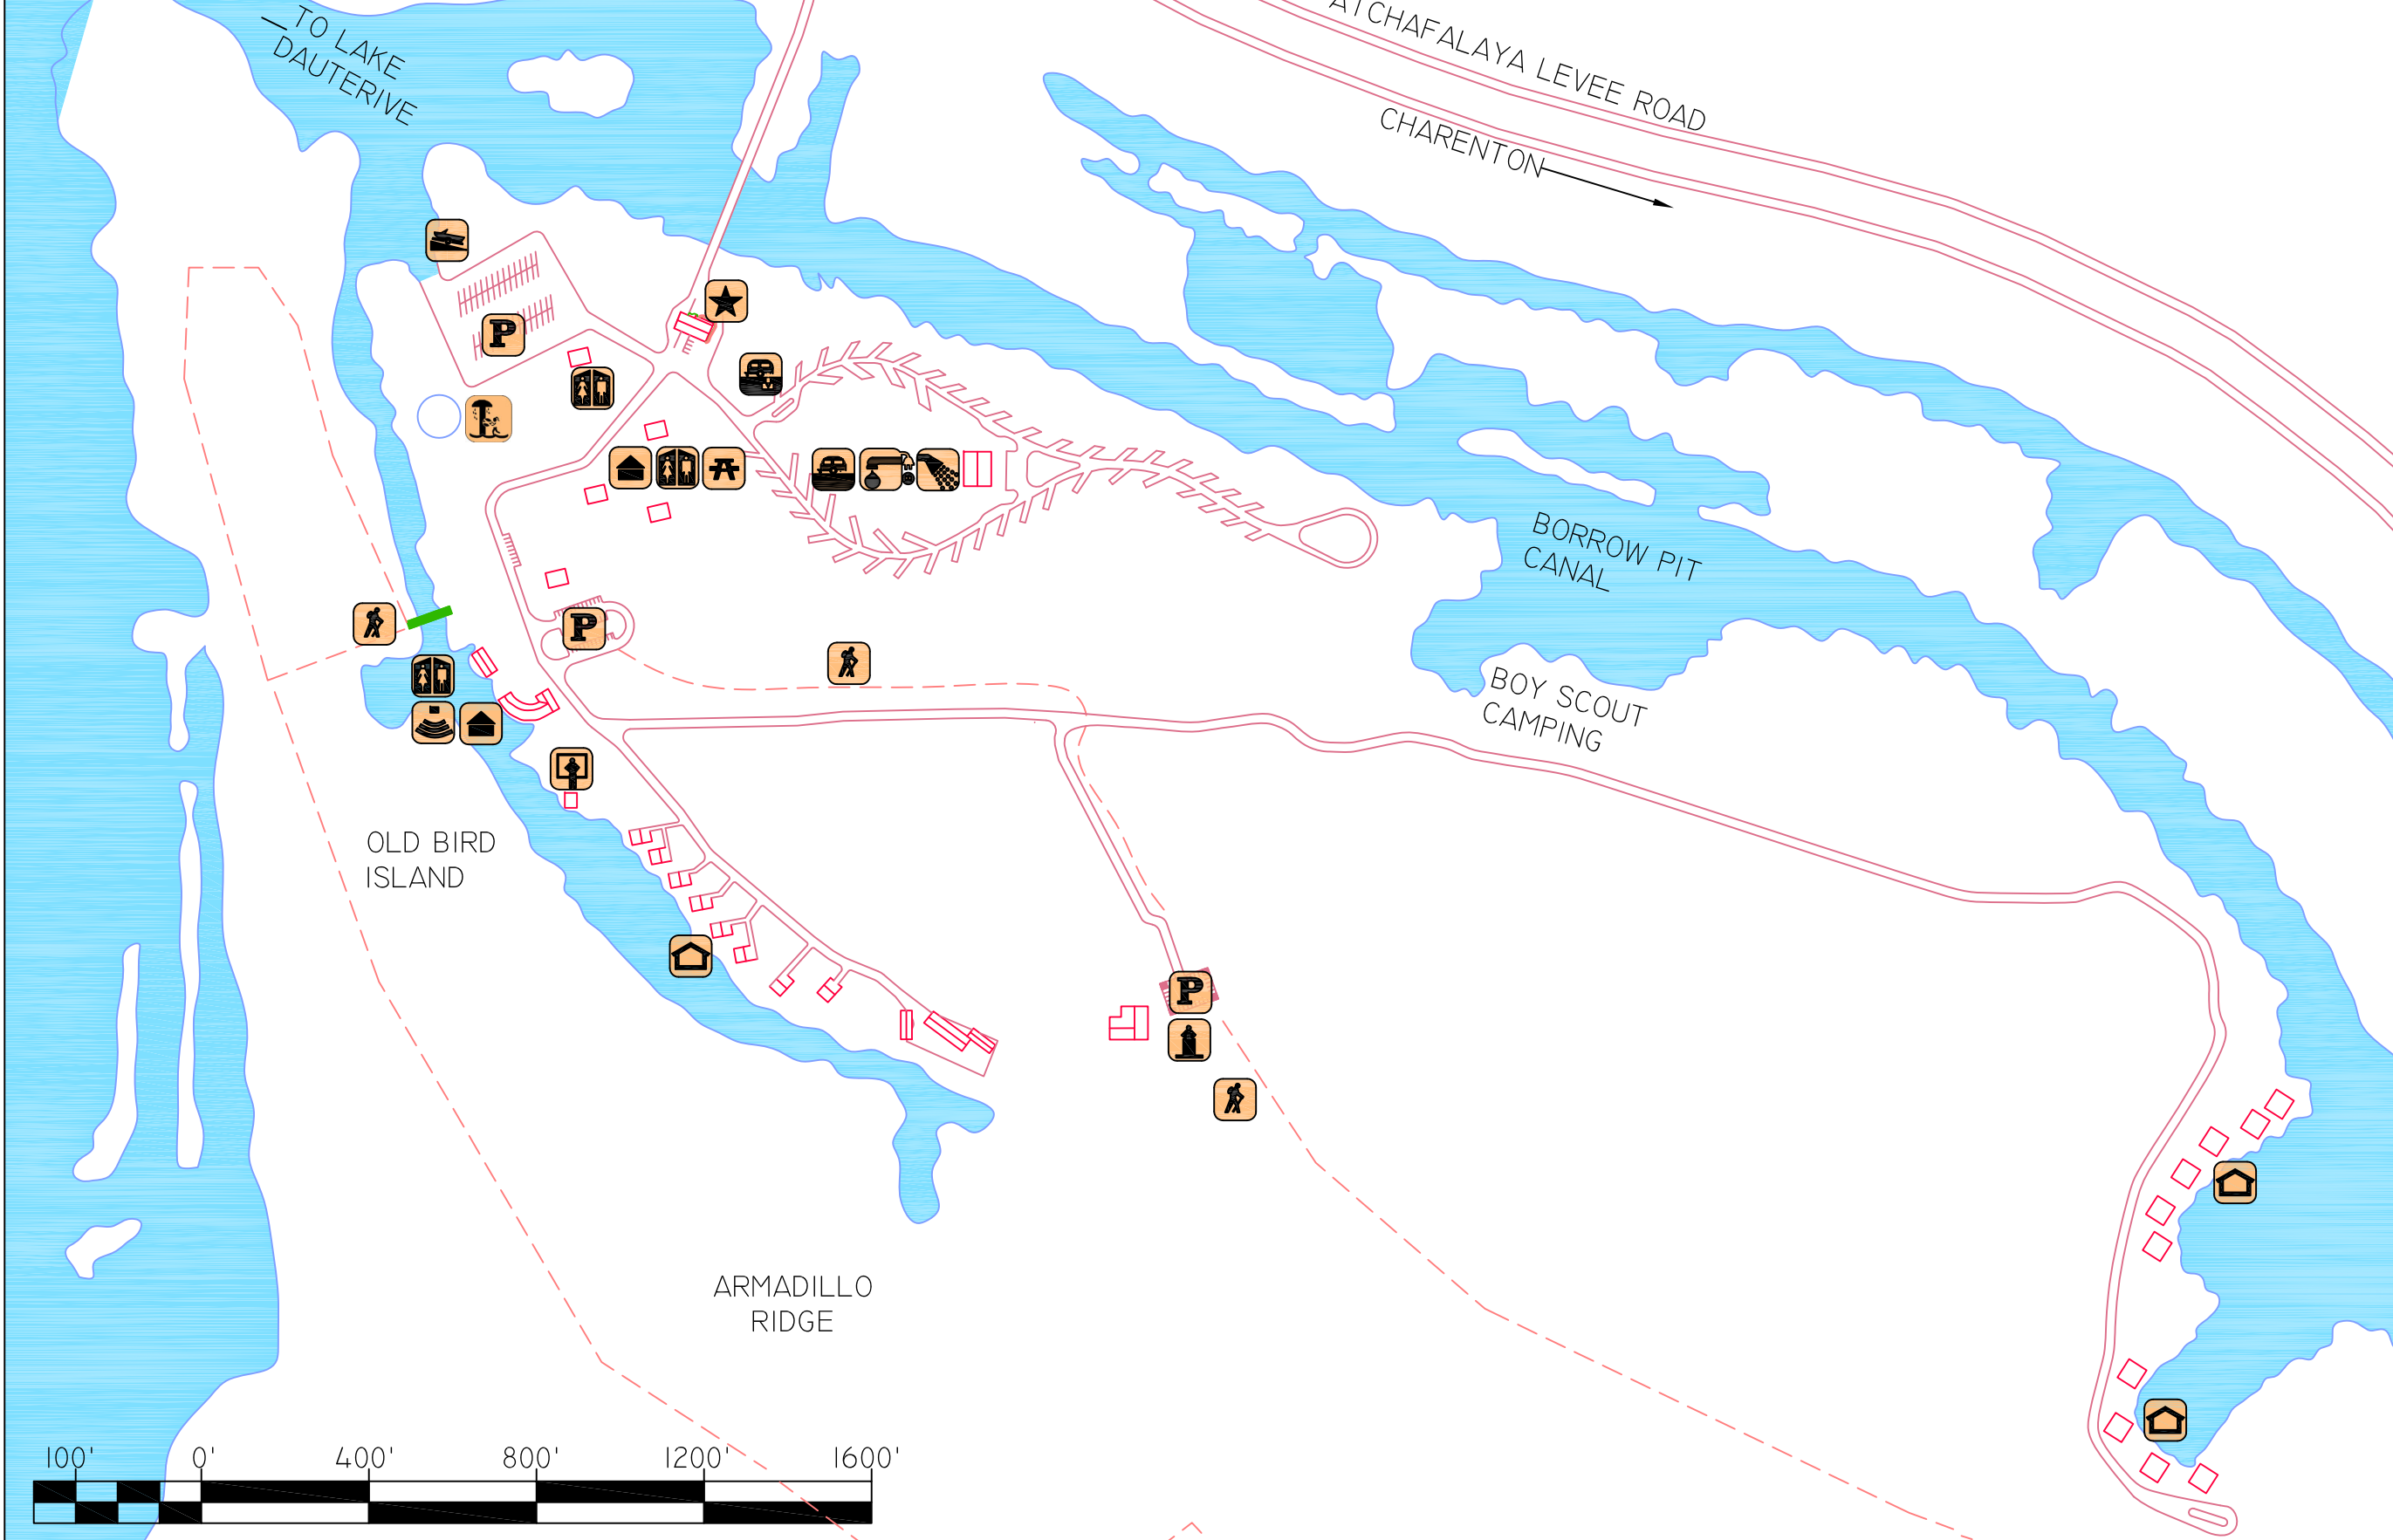 TO LAKE
DAUTERIVE
ATCHAFALAYA LEVEE ROAD
CHARENTON
P
BORROW PIT
CANAL
P
BOY SCOUT
CAMPING
OLD BIRD
ISLAND
P
ARMADILLO
RIDGE
100' 0' 400' 800' 1200' 1600'